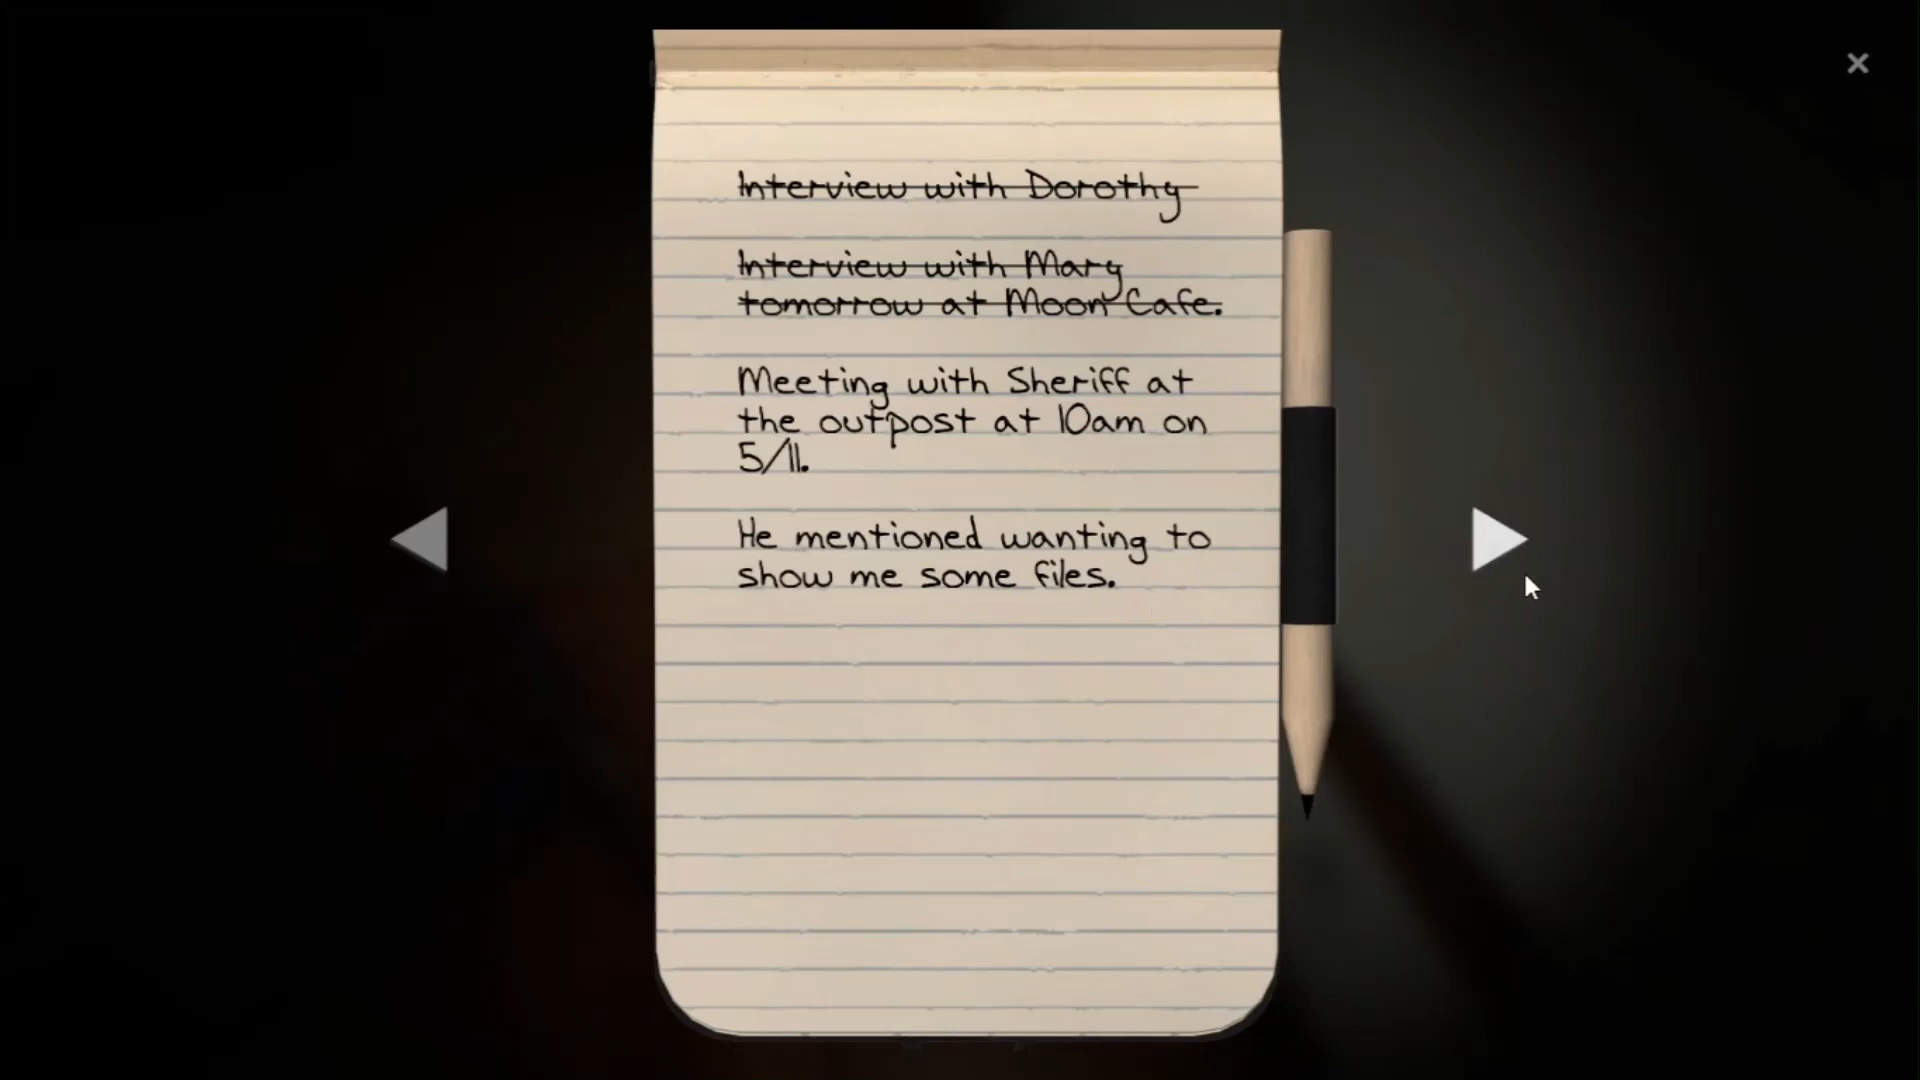 Interview with Dorothy
Interview with Mary
tomorrow at Moon Cafe.
Meeting with Sheriff at
the outpost at 10am on
5/11.
He mentioned wanting to
show me some files.